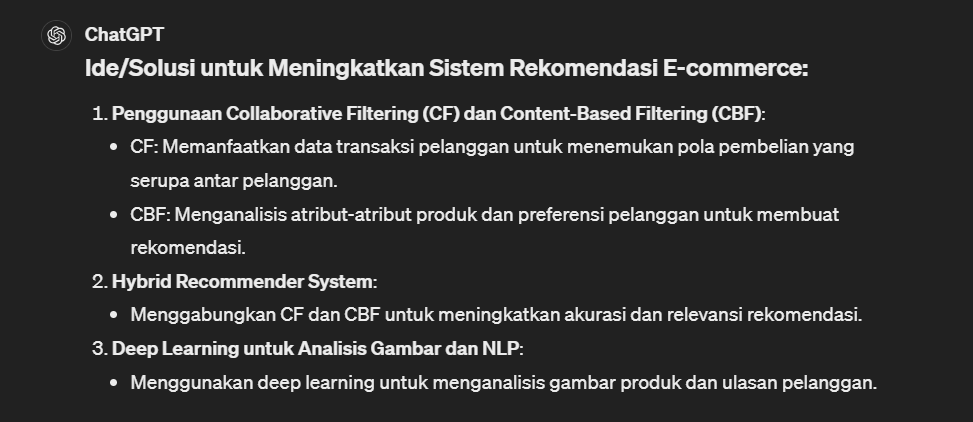 ChatGPT
Ide/Solusi untuk Meningkatkan Sistem Rekomendasi E-commerce:
1. Penggunaan Collaborative Filtering (CF) dan Content-Based Filtering (CBF):
• CF: Memanfaatkan data transaksi pelanggan untuk menemukan pola pembelian yang
serupa antar pelanggan.
• CBF: Menganalisis atribut-atribut produk dan preferensi pelanggan untuk membuat
rekomendasi.
2. Hybrid Recommender System:
• Menggabungkan CF dan CBF untuk meningkatkan akurasi dan relevansi rekomendasi.
3. Deep Learning untuk Analisis Gambar dan NLP:
• Menggunakan deep learning untuk menganalisis gambar produk dan ulasan pelanggan.